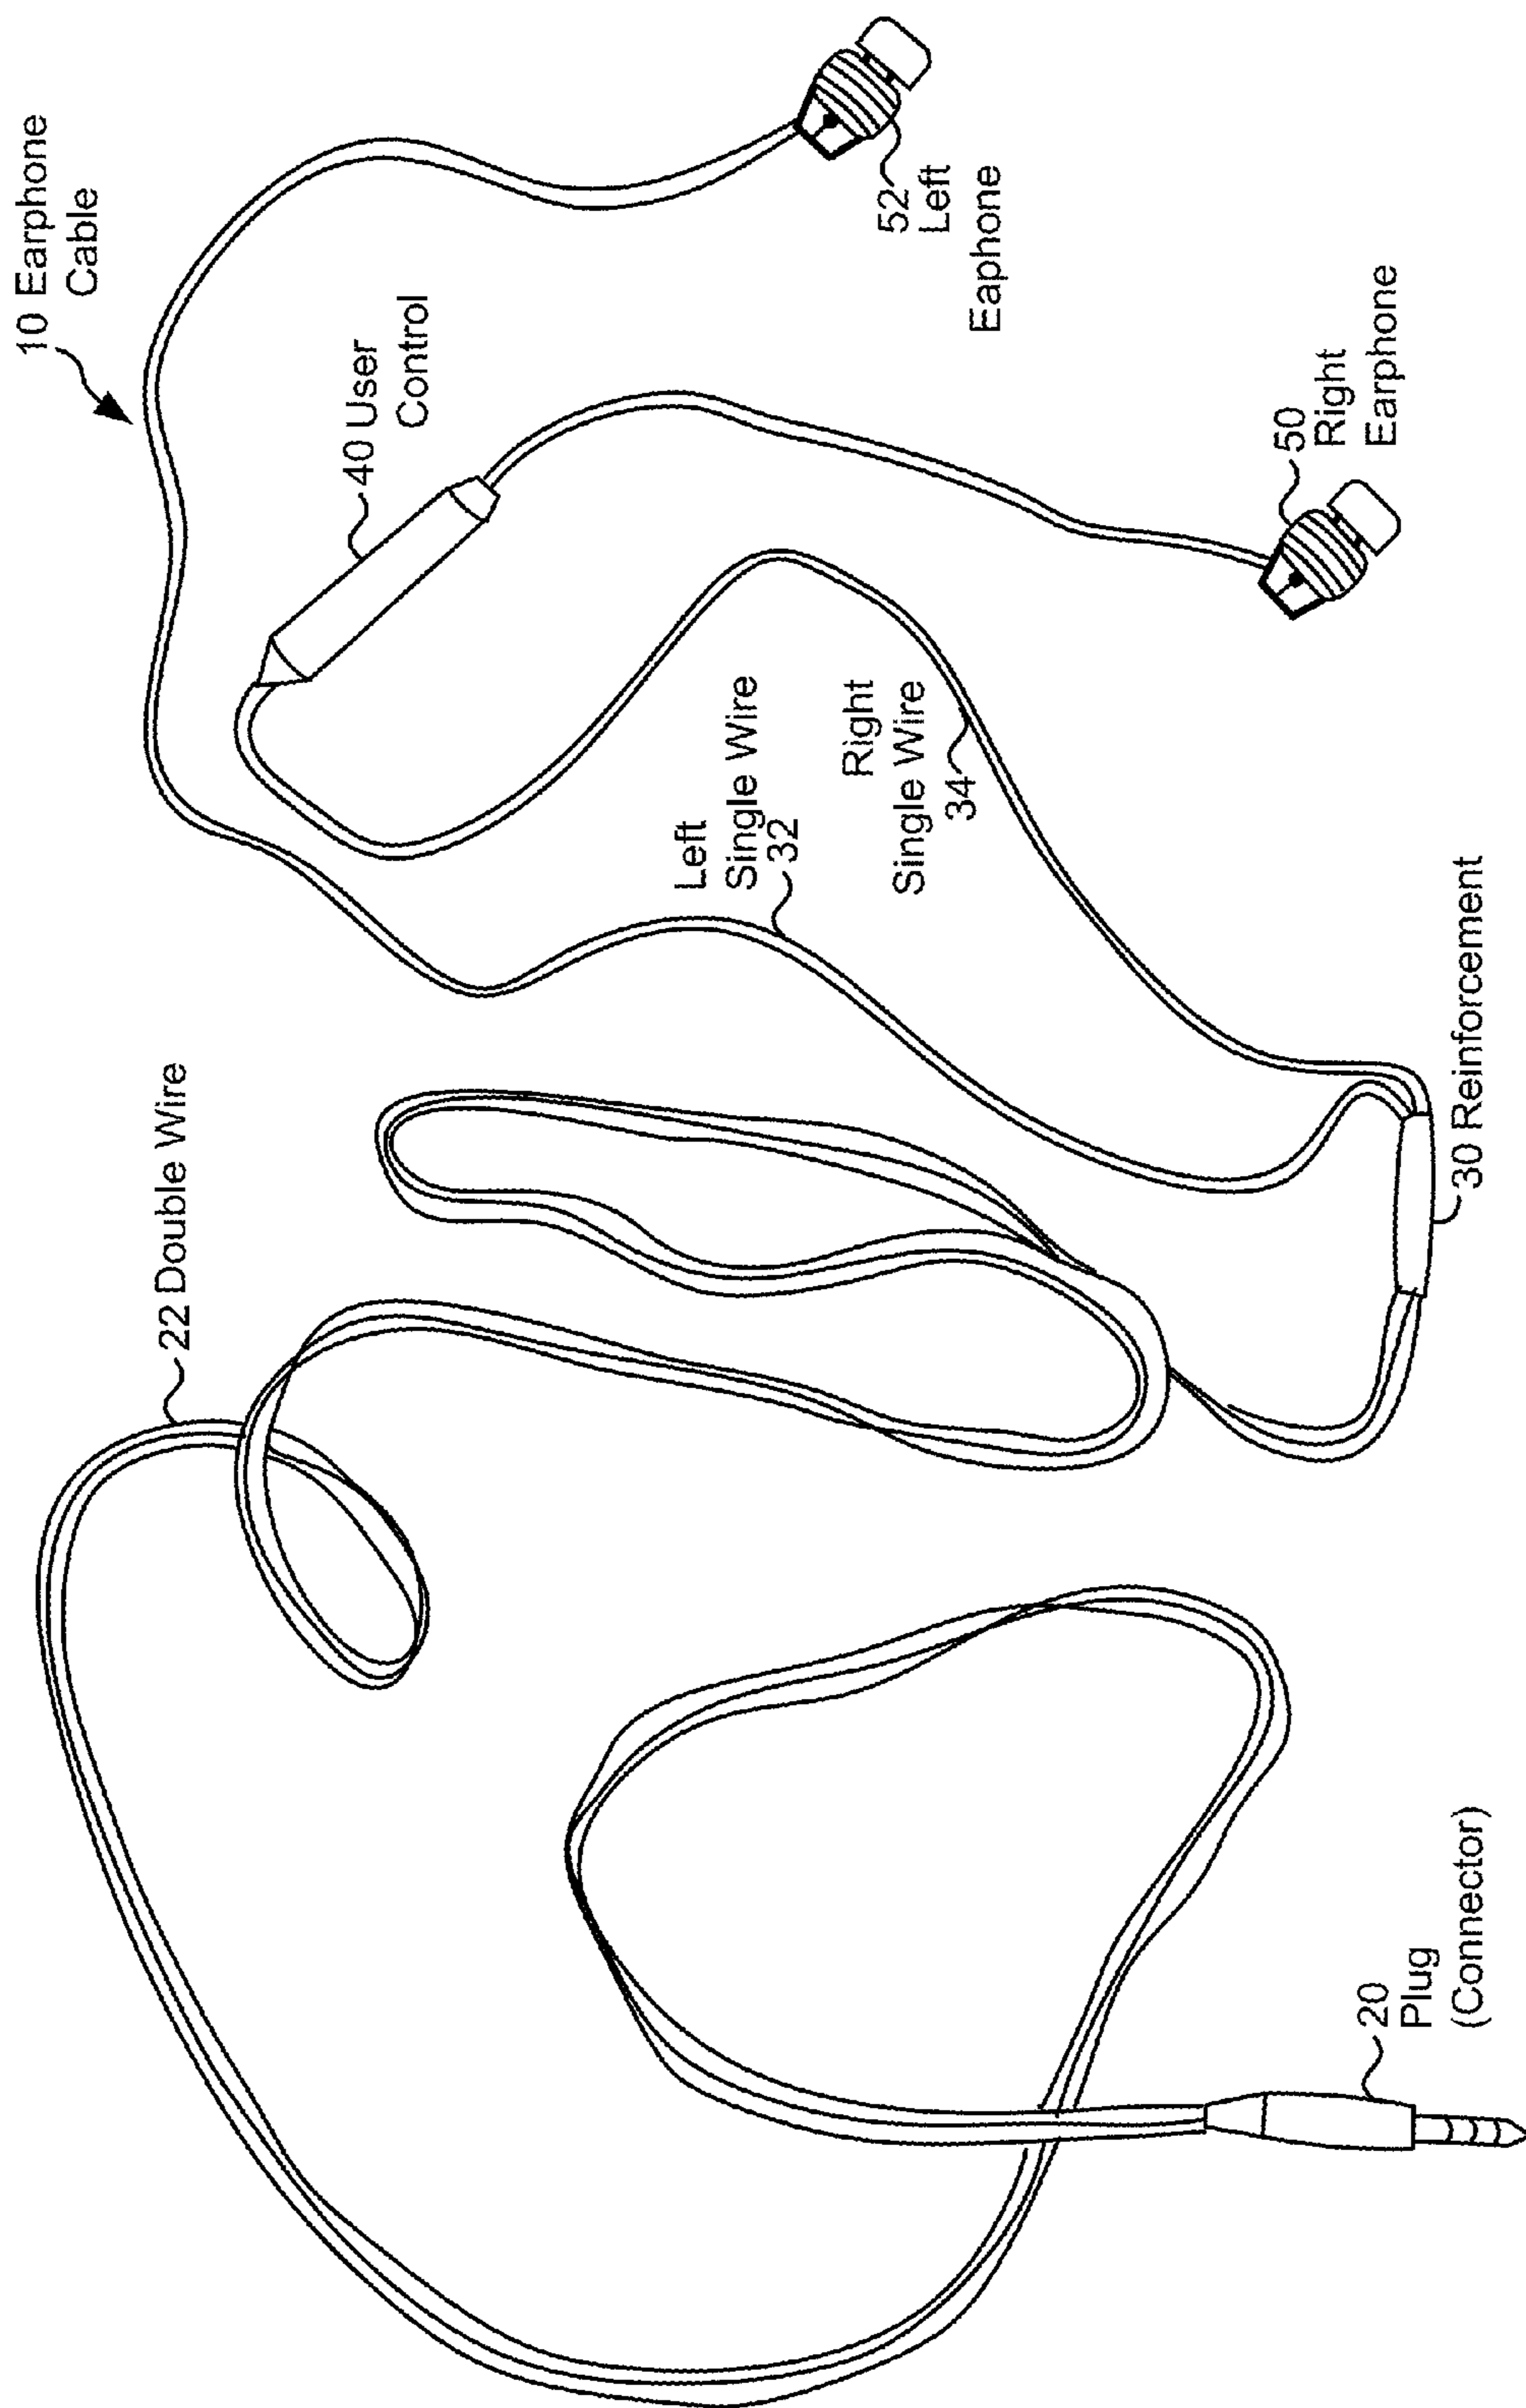 10 Earphone
Cable
40 User
Control
52
Left
Eaphone
50
Right
Earphone
Left
Single Wire
32
Right
Single Wire
34
22 Double Wire
30 Reinforcement
20
Plug
(Connector)